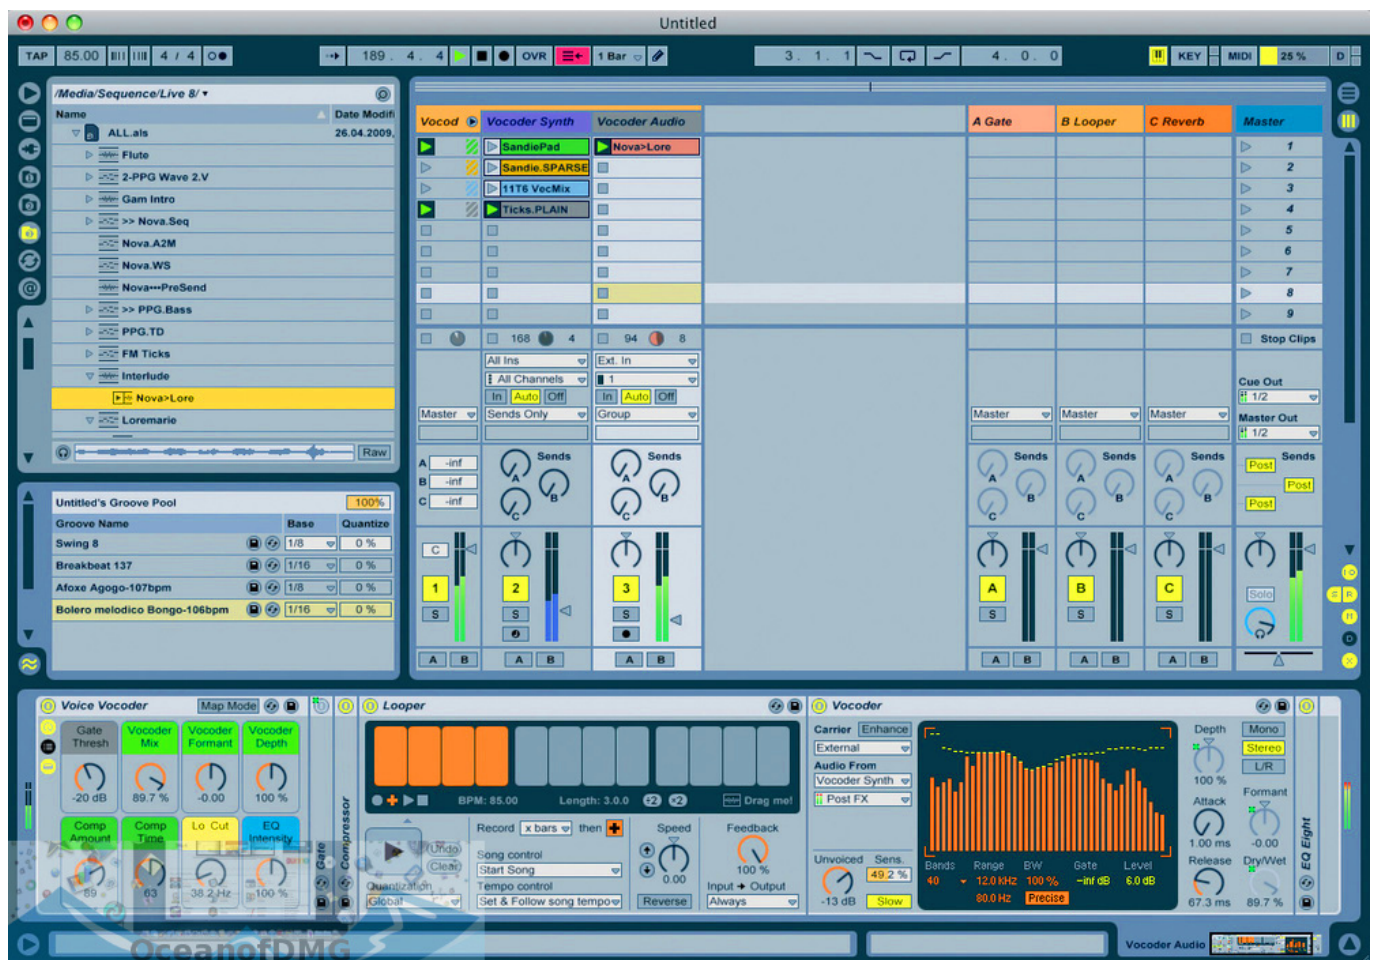 Untitled
TAP 85.00 4 / 4 189. 4. 4 OVR 1 Bar 3. 1. 1 4. 0. 0 KEY MIDI 25 % D
/Media/Sequence/Live 8/
Name Date Modifi
ALL.als 26.04.2009,
Flute
2-PPG Wave 2.V
Gam Intro
>> Nova.Seq
Nova.A2M
Nova.WS
Nova•••PreSend
>> PPG.Bass
PPG.TD
FM Ticks
Interlude
Nova>Lore
Loremarie
Raw
Untitled's Groove Pool 100%
Groove Name Base Quantize
Swing 8 1/8 0 %
Breakbeat 137 1/16 0 %
Afoxe Agogo-107bpm 1/8 0 %
Bolero melodico Bongo-106bpm 1/16 0 %
Vocod Vocoder Synth Vocoder Audio A Gate B Looper C Reverb Master
SandiePad Nova>Lore 1
Sandie.SPARSE 2
11T6 VecMix 3
Ticks.PLAIN 4
5
6
7
8
9
168 4 94 8 Stop Clips
All Ins Ext. In
All Channels 1 Cue Out
In Auto Off In Auto Off 1/2
Master Sends Only Group Master Master Master Master Out
1/2
Sends Sends Sends Sends Sends Sends
A -inf A B C A B C A B C A B C A B C Post
B -inf Post
C -inf Post
C
1 2 3 A B C Solo
S S S S S S
A B A B A B A B A B A B
I O
S R
M
D
X
Voice Vocoder Map Mode
Gate Thresh Vocoder Mix Vocoder Formant Vocoder Depth
-20 dB 89.7 % -0.00 100 %
Comp Amount Comp Time Lo Cut EQ Intensity
89 63 38.2 Hz 100 %
Gate
Compressor
Looper
BPM: 85.00 Length: 3.0.0 ÷2 ×2 Drag me!
Record x bars then + Speed Feedback
Undo
Clear
Song control
Start Song 0.00 100 %
Quantization Tempo control Input → Output
Global Set & Follow song tempo Reverse Always
Vocoder
Carrier Enhance
External
Audio From
Vocoder Synth
Post FX
Unvoiced Sens.
49.2 %
-13 dB Slow
Bands Range BW Gate Level
40 12.0 kHz 100 % -inf dB 6.0 dB
80.0 Hz Precise
Depth Mono
Stereo
100 % L/R
Attack Formant
1.00 ms -0.00
Release Dry/Wet
67.3 ms 89.7 %
EQ Eight
OceanofDMG
Vocoder Audio